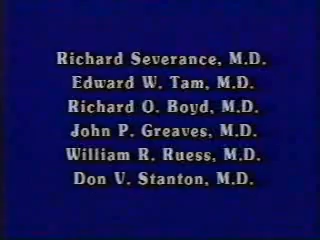 Richard Severance, M.D.
Edward W. Tam, M.D.
Richard O. Boyd, M.D.
John P. Greaves, M.D.
William R. Ruess, M.D.
Don V. Stanton, M.D.